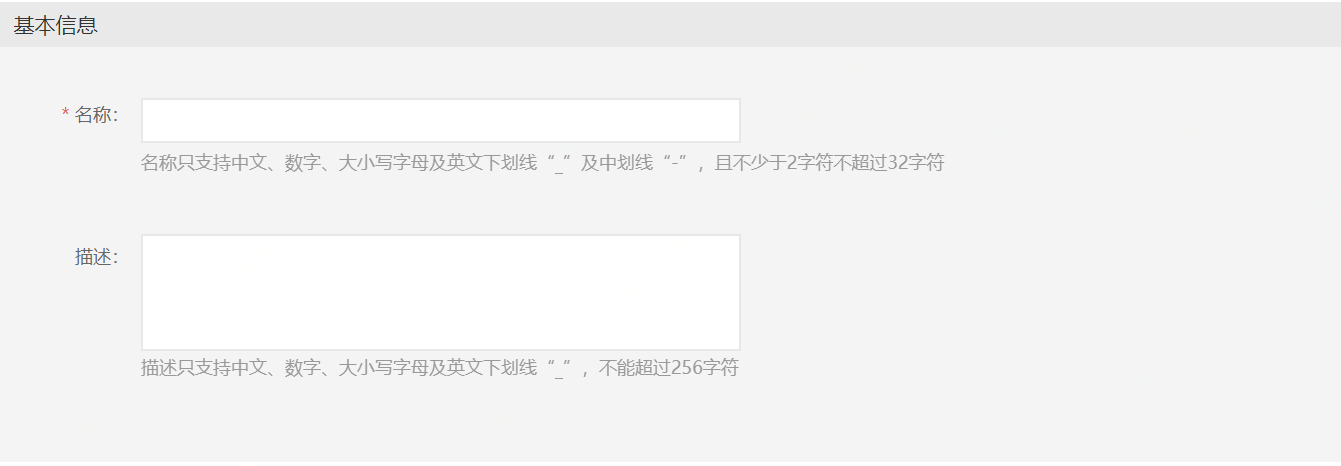 基本信息
* 名称：
名称只支持中文、数字、大小写字母及英文下划线“_”及中划线“-”，且不少于2字符不超过32字符
描述：
描述只支持中文、数字、大小写字母及英文下划线“_”，不能超过256字符